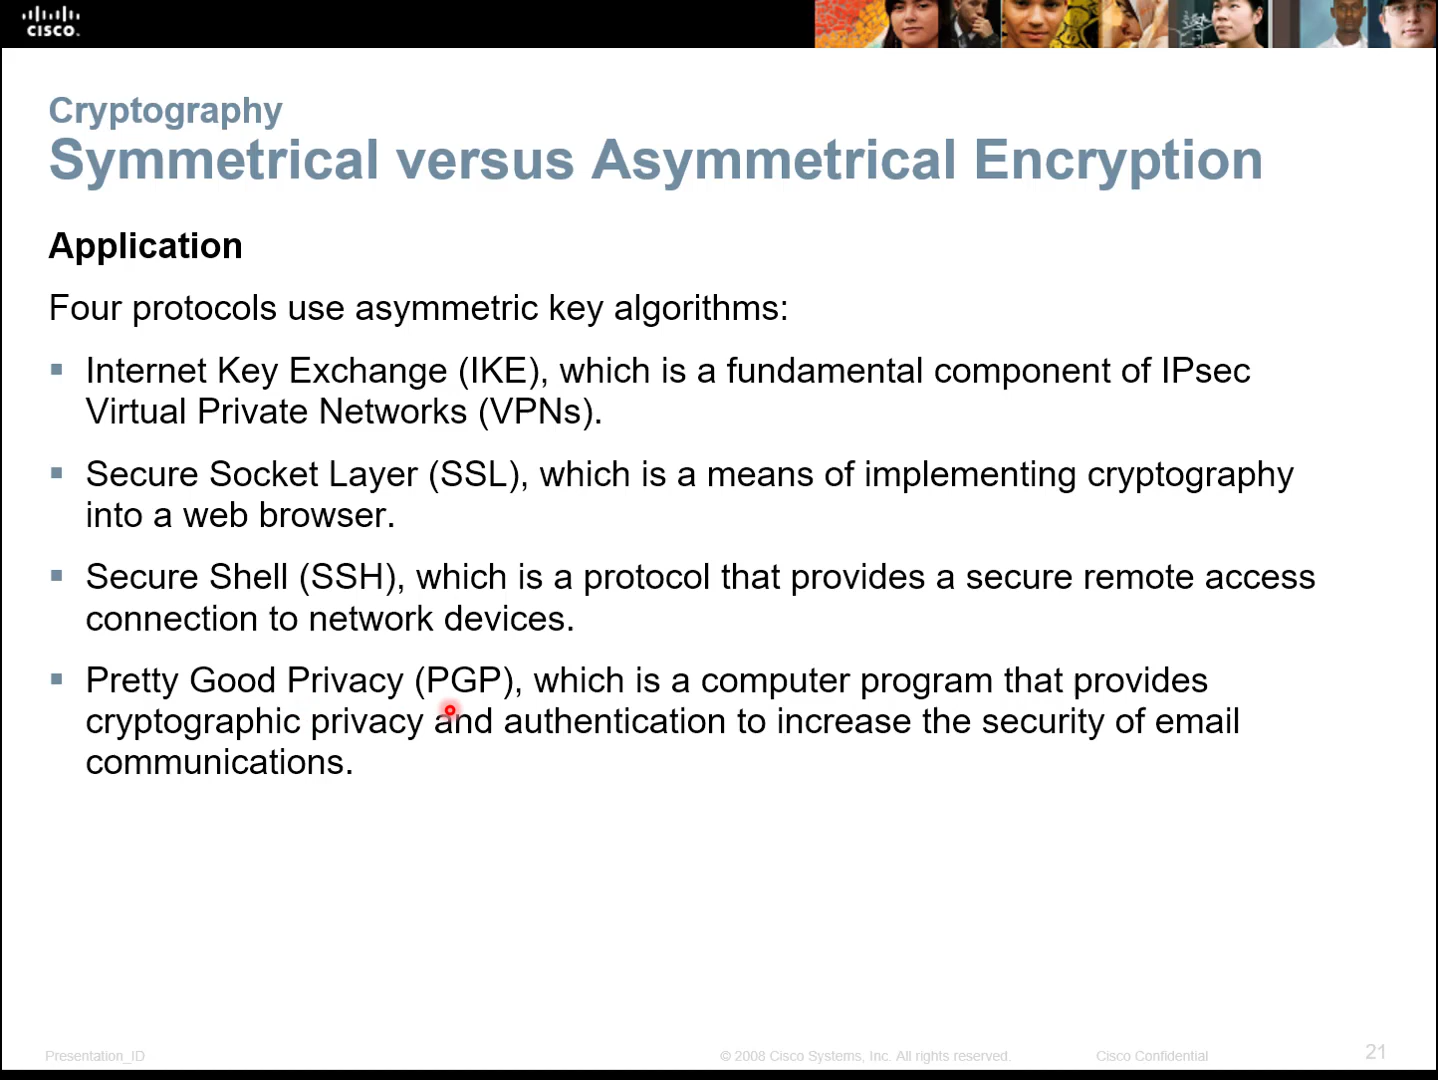 CISCO.
Cryptography
Symmetrical versus Asymmetrical Encryption
Application
Four protocols use asymmetric key algorithms:
Internet Key Exchange (IKE), which is a fundamental component of IPsec
Virtual Private Networks (VPNs).
Secure Socket Layer (SSL), which is a means of implementing cryptography
into a web browser.
Secure Shell (SSH), which is a protocol that provides a secure remote access
connection to network devices.
Pretty Good Privacy (PGP), which is a computer program that provides
cryptographic privacy and authentication to increase the security of email
communications.
Presentation_ID © 2008 Cisco Systems, Inc. All rights reserved. Cisco Confidential 21